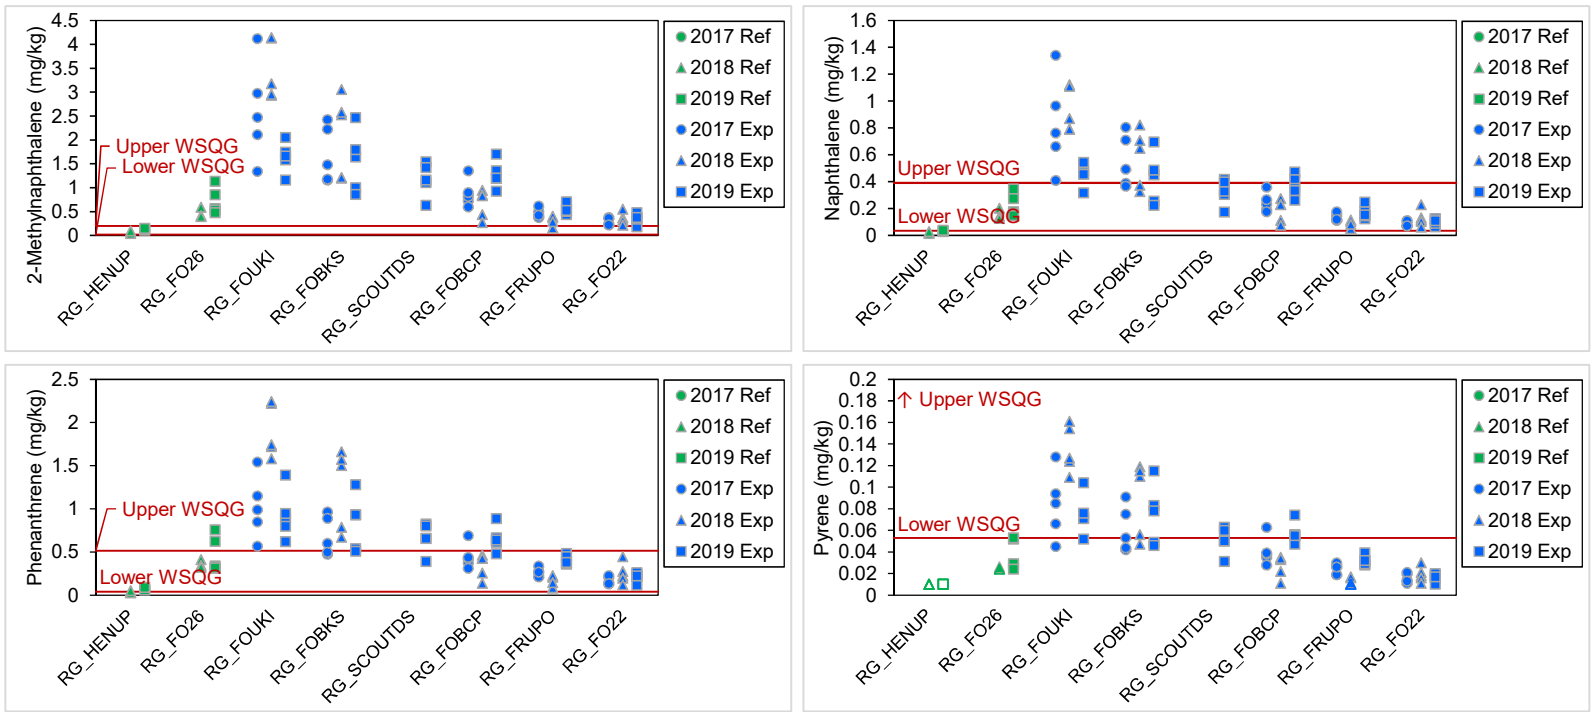 2-Methylnaphthalene (mg/kg)
4.5
4
3.5
3
2.5
2
1.5
1
0.5
0
Upper WSQG
Lower WSQG
RG_HENUP
RG_FO26
RG_FOUKI
RG_FOBKS
RG_SCOUTDS
RG_FOBCP
RG_FRUPO
RG_FO22
2017 Ref
2018 Ref
2019 Ref
2017 Exp
2018 Exp
2019 Exp
Naphthalene (mg/kg)
1.6
1.4
1.2
1
0.8
0.6
0.4
0.2
0
Upper WSQG
Lower WSQG
RG_HENUP
RG_FO26
RG_FOUKI
RG_FOBKS
RG_SCOUTDS
RG_FOBCP
RG_FRUPO
RG_FO22
2017 Ref
2018 Ref
2019 Ref
2017 Exp
2018 Exp
2019 Exp
Phenanthrene (mg/kg)
2.5
2
1.5
1
0.5
0
Upper WSQG
Lower WSQG
RG_HENUP
RG_FO26
RG_FOUKI
RG_FOBKS
RG_SCOUTDS
RG_FOBCP
RG_FRUPO
RG_FO22
2017 Ref
2018 Ref
2019 Ref
2017 Exp
2018 Exp
2019 Exp
Pyrene (mg/kg)
0.2
0.18
0.16
0.14
0.12
0.1
0.08
0.06
0.04
0.02
0
↑ Upper WSQG
Lower WSQG
RG_HENUP
RG_FO26
RG_FOUKI
RG_FOBKS
RG_SCOUTDS
RG_FOBCP
RG_FRUPO
RG_FO22
2017 Ref
2018 Ref
2019 Ref
2017 Exp
2018 Exp
2019 Exp